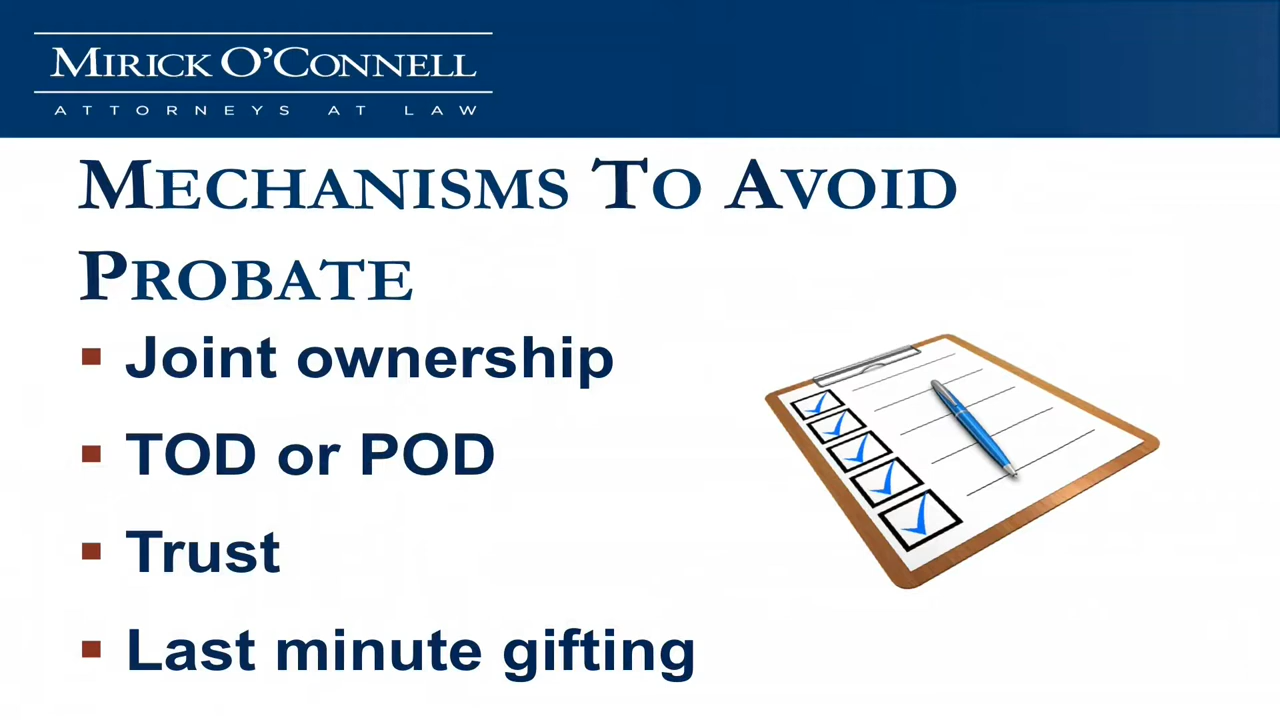 MIRICK O'CONNELL
ATTORNEYS AT LAW
MECHANISMS TO AVOID
PROBATE
Joint ownership
TOD or POD
Trust
Last minute gifting